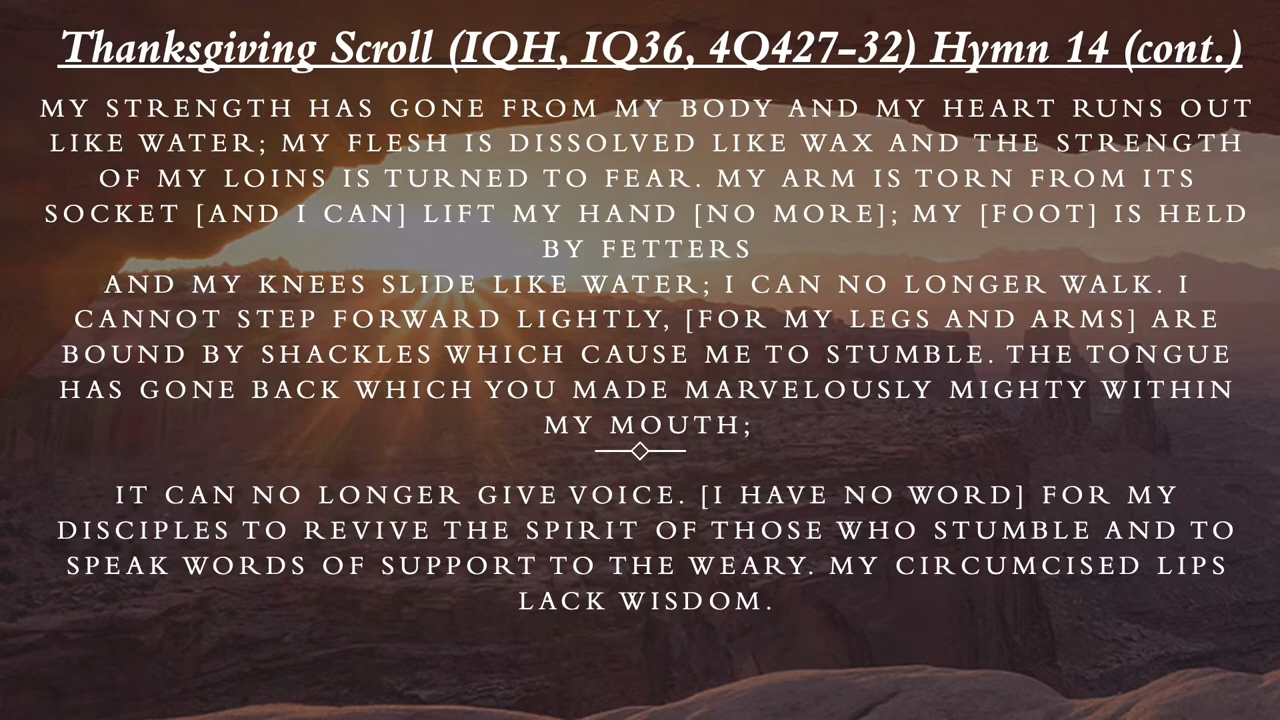 Thanksgiving Scroll (IQH, IQ36, 4Q427-32) Hymn 14 (cont.)
MY STRENGTH HAS GONE FROM MY BODY AND MY HEART RUNS OUT
LIKE WATER; MY FLESH IS DISSOLVED LIKE WAX AND THE STRENGTH
OF MY LOINS IS TURNED TO FEAR. MY ARM IS TORN FROM ITS
SOCKET [AND I CAN] LIFT MY HAND [NO MORE]; MY [FOOT] IS HELD
BY FETTERS
AND MY KNEES SLIDE LIKE WATER; I CAN NO LONGER WALK. I
CANNOT STEP FORWARD LIGHTLY, [FOR MY LEGS AND ARMS] ARE
BOUND BY SHACKLES WHICH CAUSE ME TO STUMBLE. THE TONGUE
HAS GONE BACK WHICH YOU MADE MARVELOUSLY MIGHTY WITHIN
MY MOUTH;
IT CAN NO LONGER GIVE VOICE. [I HAVE NO WORD] FOR MY
DISCIPLES TO REVIVE THE SPIRIT OF THOSE WHO STUMBLE AND TO
SPEAK WORDS OF SUPPORT TO THE WEARY. MY CIRCUMCISED LIPS
LACK WISDOM.